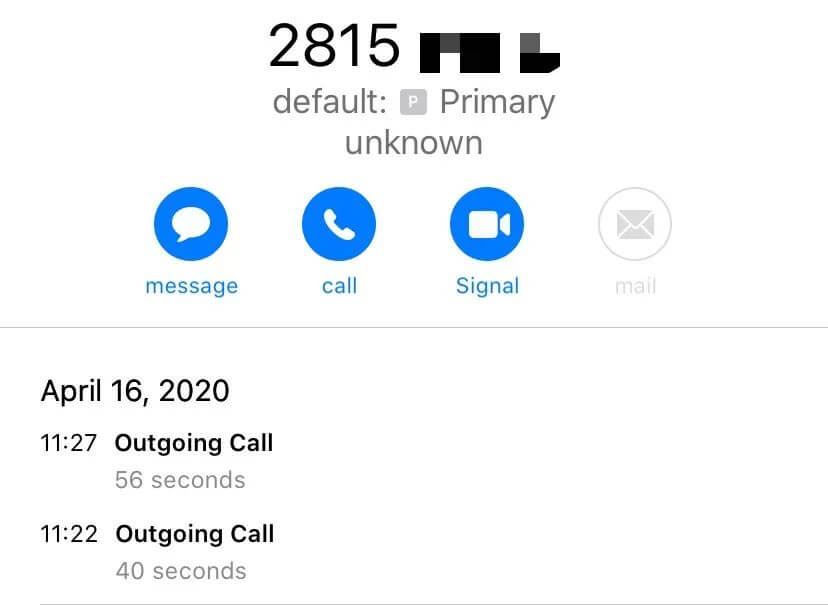 2815
default: P Primary
unknown
message call Signal mail
April 16, 2020
11:27 Outgoing Call
56 seconds
11:22 Outgoing Call
40 seconds